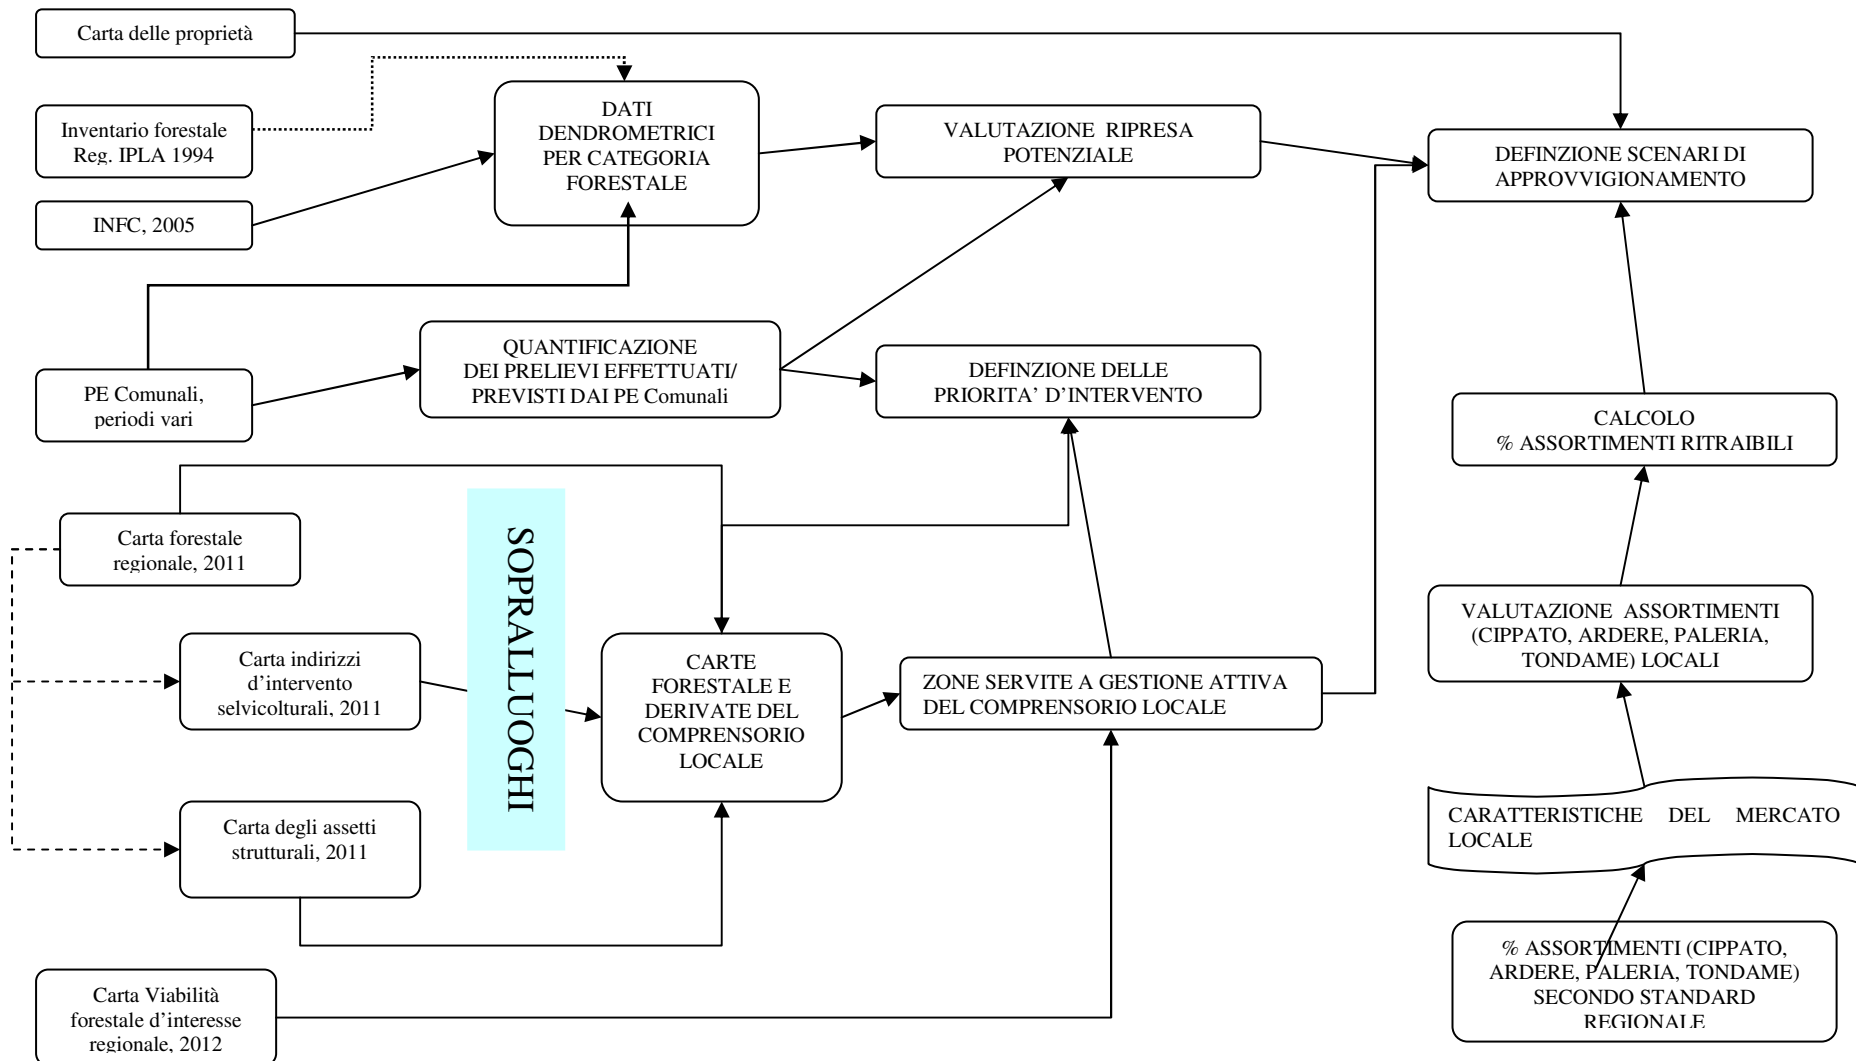 Carta delle proprietà
Inventario forestale
Reg. IPLA 1994
INFC, 2005
DATI
DENDROMETRICI
PER CATEGORIA
FORESTALE
VALUTAZIONE RIPRESA
POTENZIALE
DEFINZIONE SCENARI DI
APPROVVIGIONAMENTO
PE Comunali,
periodi vari
QUANTIFICAZIONE
DEI PRELIEVI EFFETTUATI/
PREVISTI DAI PE Comunali
DEFINZIONE DELLE
PRIORITA’ D’INTERVENTO
CALCOLO
% ASSORTIMENTI RITRAIBILI
Carta forestale
regionale, 2011
SOPRALLUOGHI
Carta indirizzi
d’intervento
selvicolturali, 2011
CARTE
FORESTALE E
DERIVATE DEL
COMPRENSORIO
LOCALE
ZONE SERVITE A GESTIONE ATTIVA
DEL COMPRENSORIO LOCALE
VALUTAZIONE ASSORTIMENTI
(CIPPATO, ARDERE, PALERIA,
TONDAME) LOCALI
Carta degli assetti
strutturali, 2011
CARATTERISTICHE DEL MERCATO
LOCALE
Carta Viabilità
forestale d’interesse
regionale, 2012
% ASSORTIMENTI (CIPPATO,
ARDERE, PALERIA, TONDAME)
SECONDO STANDARD
REGIONALE